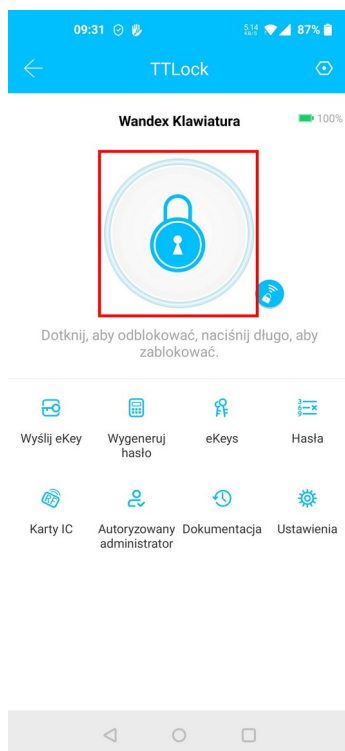 09:31 5,14 KB/S 87%
TTLock
Wandex Klawiatura 100%
Dotknij, aby odblokować, naciśnij długo, aby
zablokować.
Wyślij eKey Wygeneruj hasło eKeys Hasła
Karty IC Autoryzowany administrator Dokumentacja Ustawienia